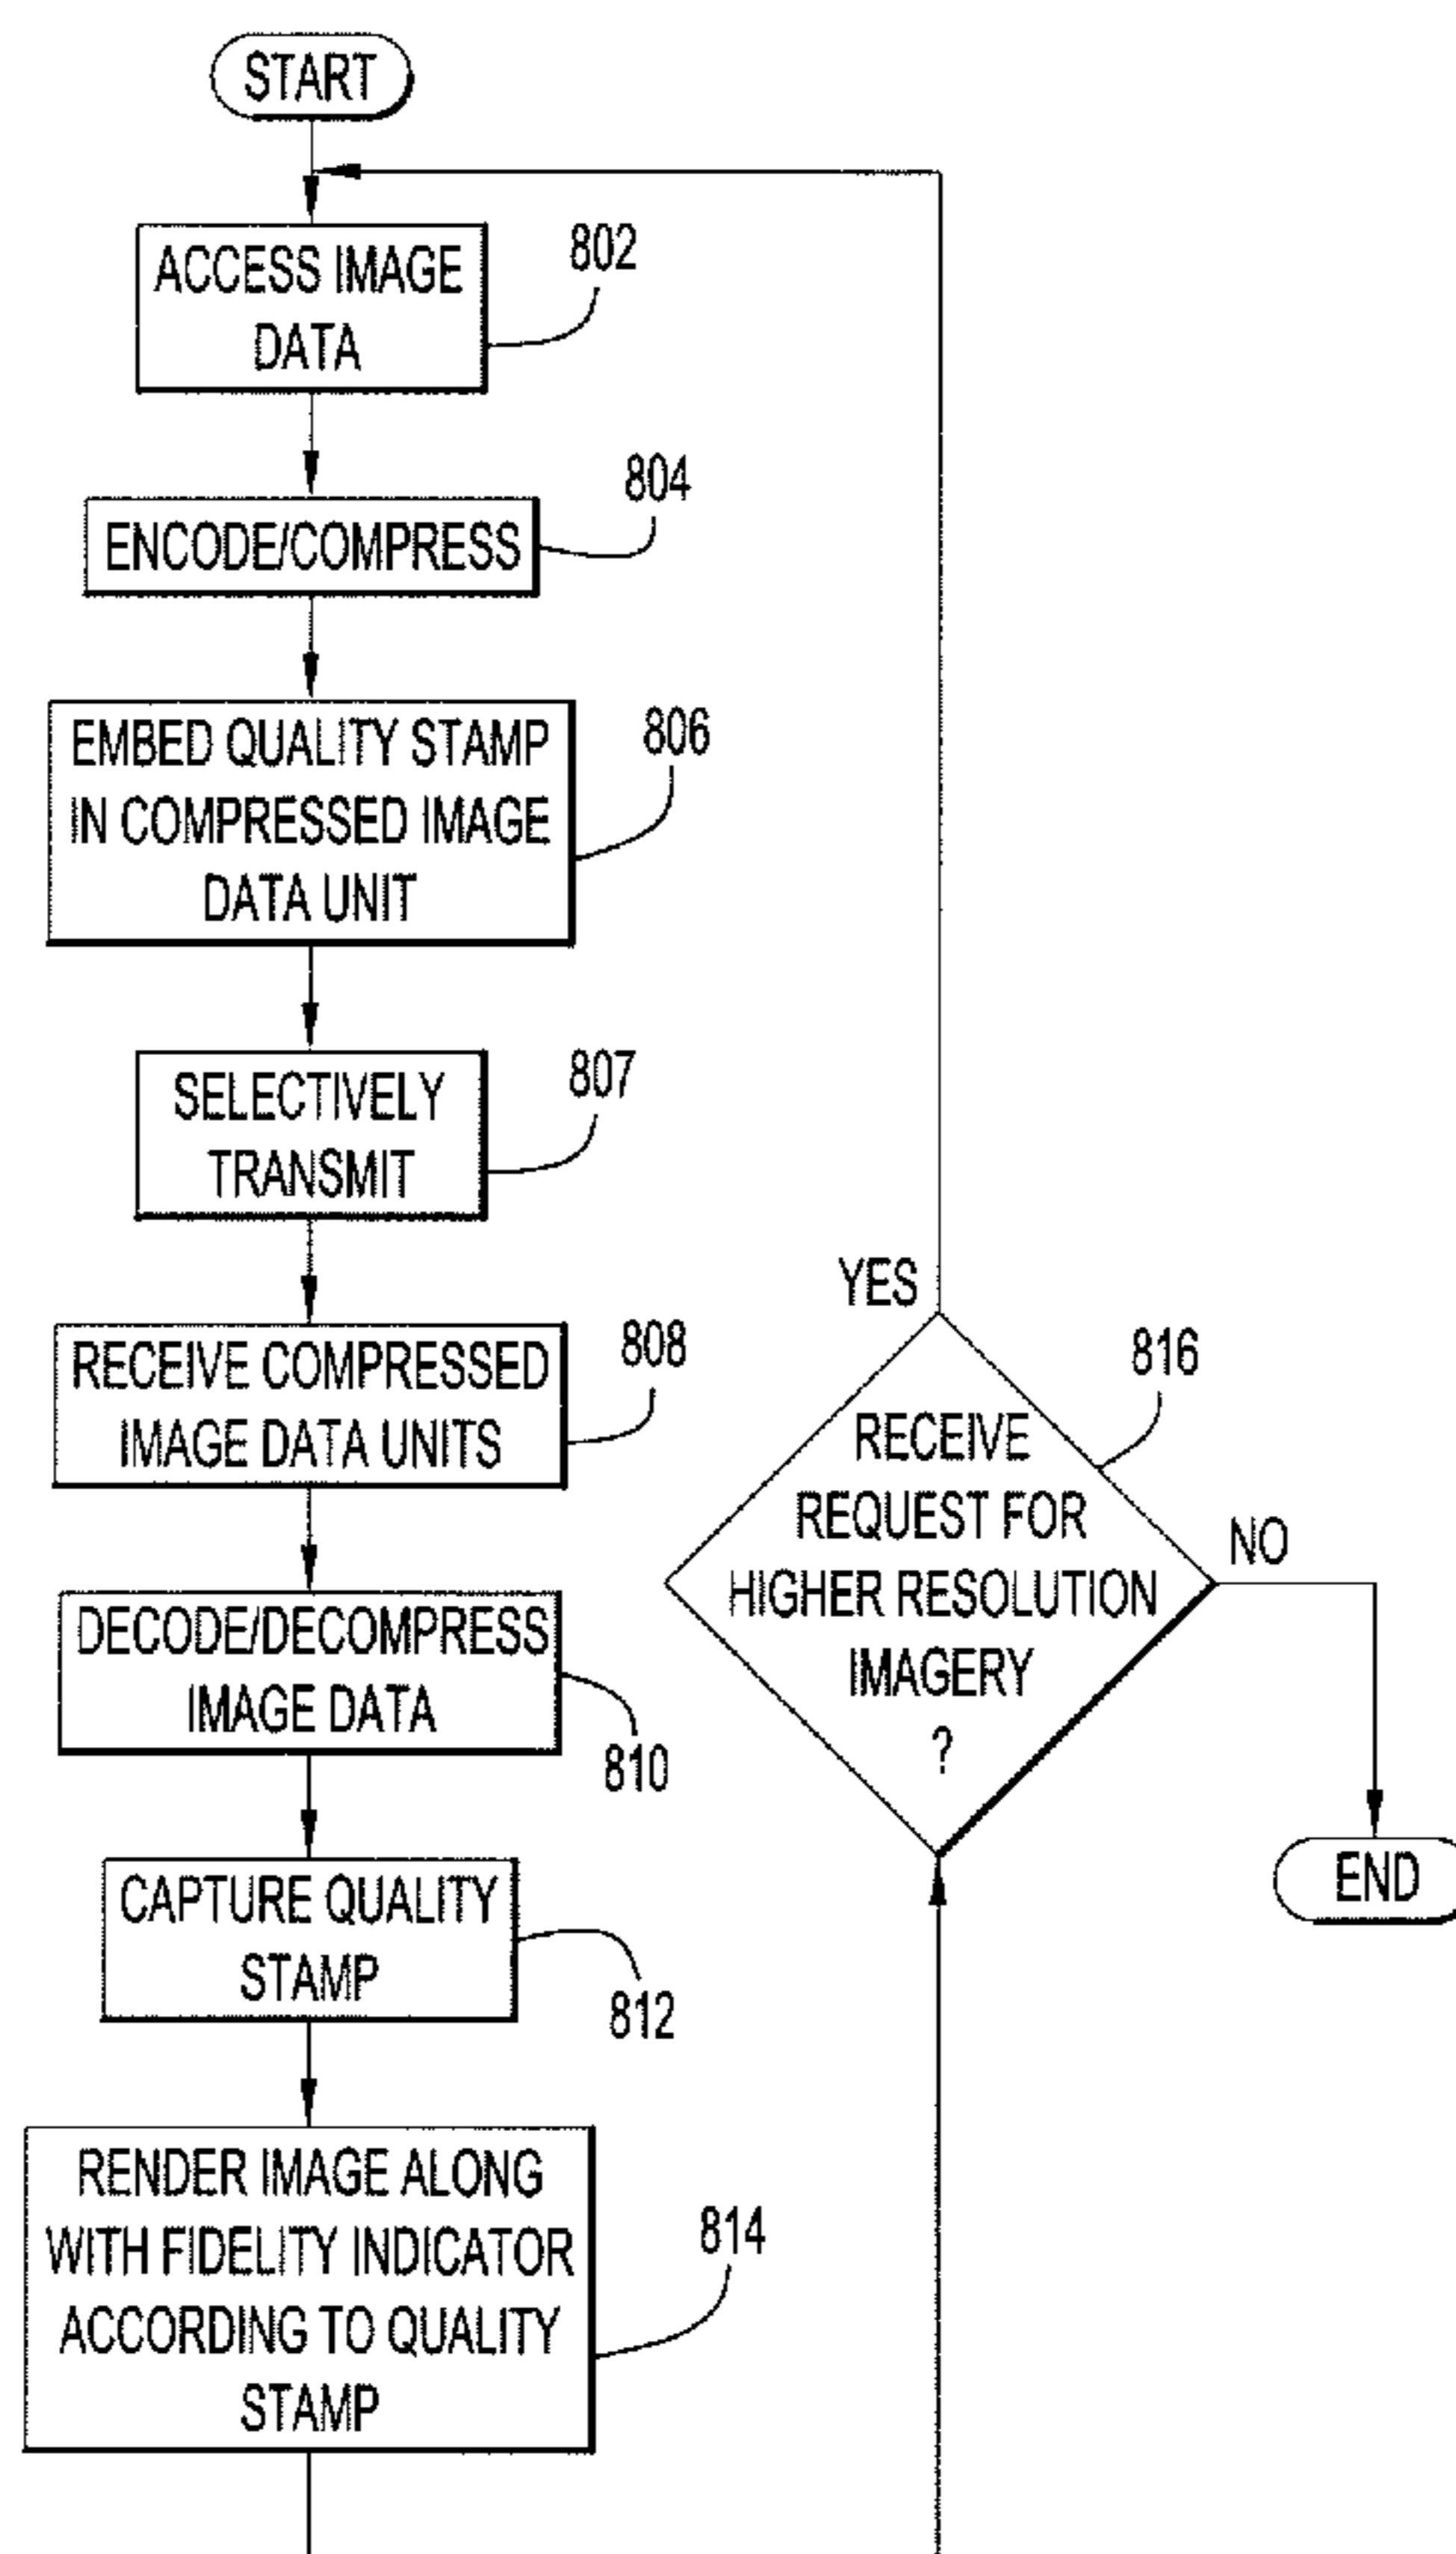 START
ACCESS IMAGE
DATA
802
ENCODE/COMPRESS
804
EMBED QUALITY STAMP
IN COMPRESSED IMAGE
DATA UNIT
806
SELECTIVELY
TRANSMIT
807
RECEIVE COMPRESSED
IMAGE DATA UNITS
808
DECODE/DECOMPRESS
IMAGE DATA
810
CAPTURE QUALITY
STAMP
812
RENDER IMAGE ALONG
WITH FIDELITY INDICATOR
ACCORDING TO QUALITY
STAMP
814
YES
RECEIVE
REQUEST FOR
HIGHER RESOLUTION
IMAGERY
?
816
NO
END